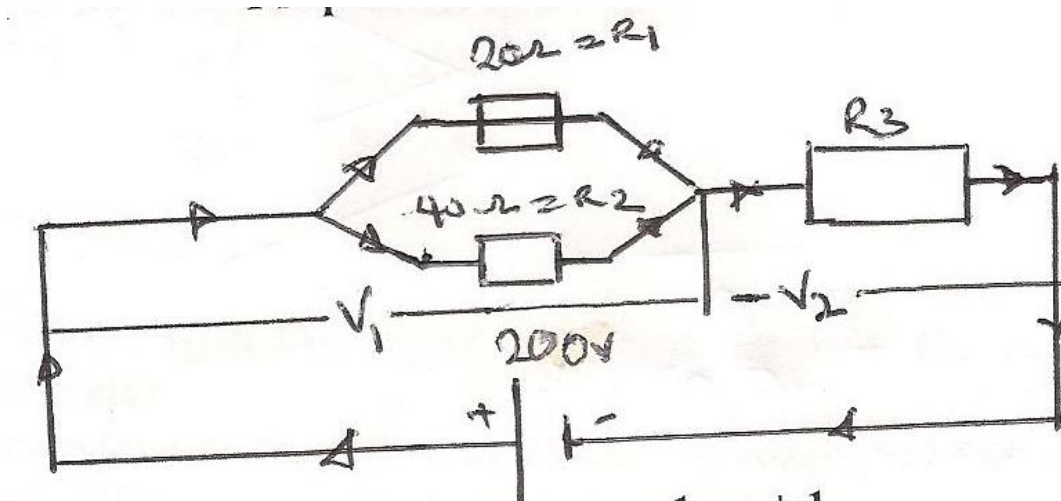 20Ω = R1
R3
40Ω = R2
V1
- V2
200V
+ -